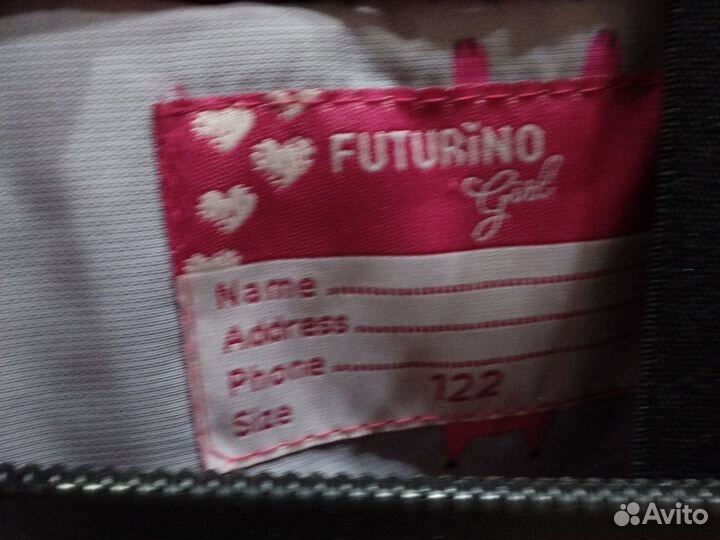 FUTURiNO
Girl
Name
Address
Phone
Size 122
Avito